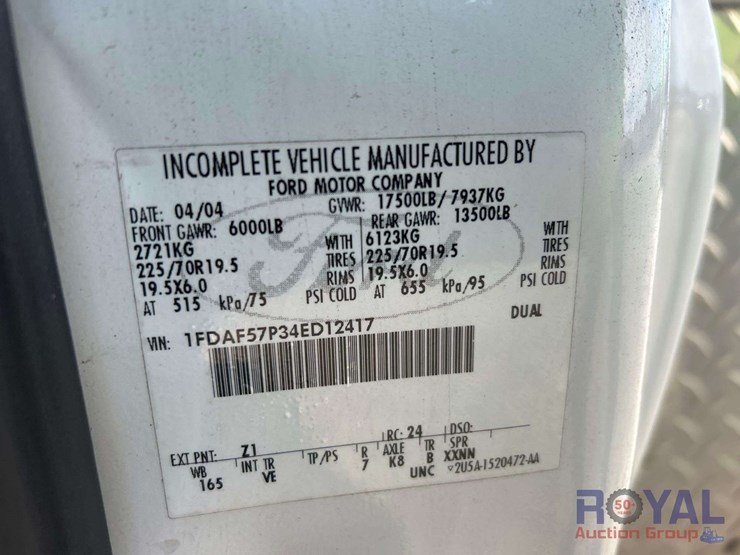 INCOMPLETE VEHICLE MANUFACTURED BY
FORD MOTOR COMPANY
DATE: 04/04 GVWR: 17500LB/ 7937KG
FRONT GAWR: 6000LB REAR GAWR: 13500LB
2721KG WITH 6123KG WITH
225/70R19.5 TIRES 225/70R19.5 TIRES
19.5X6.0 RIMS 19.5X6.0 RIMS
AT 515 kPa/75 PSI COLD AT 655 kPa/95 PSI COLD
Ford
VIN: 1FDAF57P34ED12417 DUAL
EXT PNT: Z1 RC: 24 DSO:
WB INT TR TP/PS R AXLE TR SPR
165 VE 7 K8 B XXNN
UNC ▽2U5A-1520472-AA
ROYAL
50+
YEARS
Auction Group